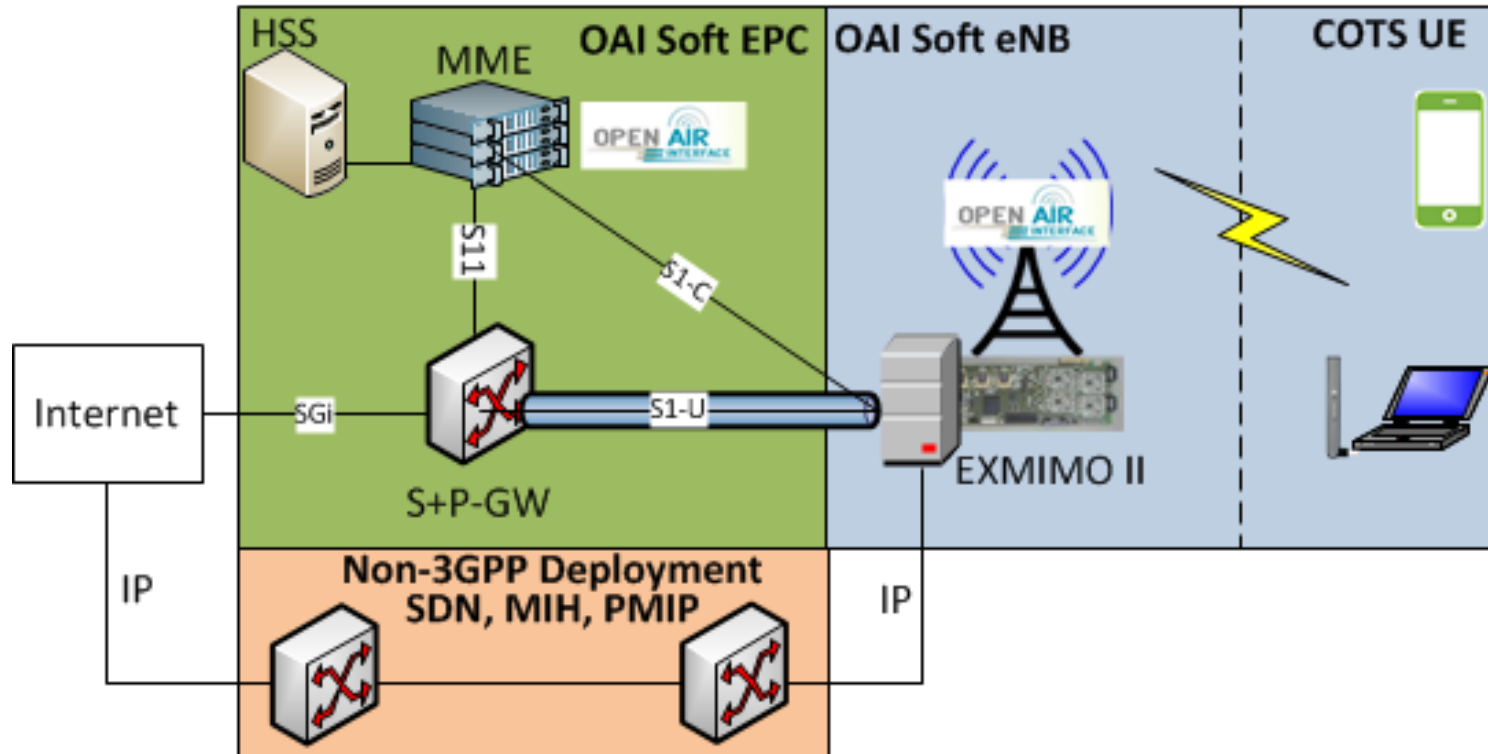 HSS
OAI Soft EPC
OAI Soft eNB
COTS UE
MME
OPEN AIR
INTERFACE
OPEN AIR
INTERFACE
S11
S1-C
Internet
SGi
S1-U
EXMIMO II
S+P-GW
Non-3GPP Deployment
SDN, MIH, PMIP
IP
IP